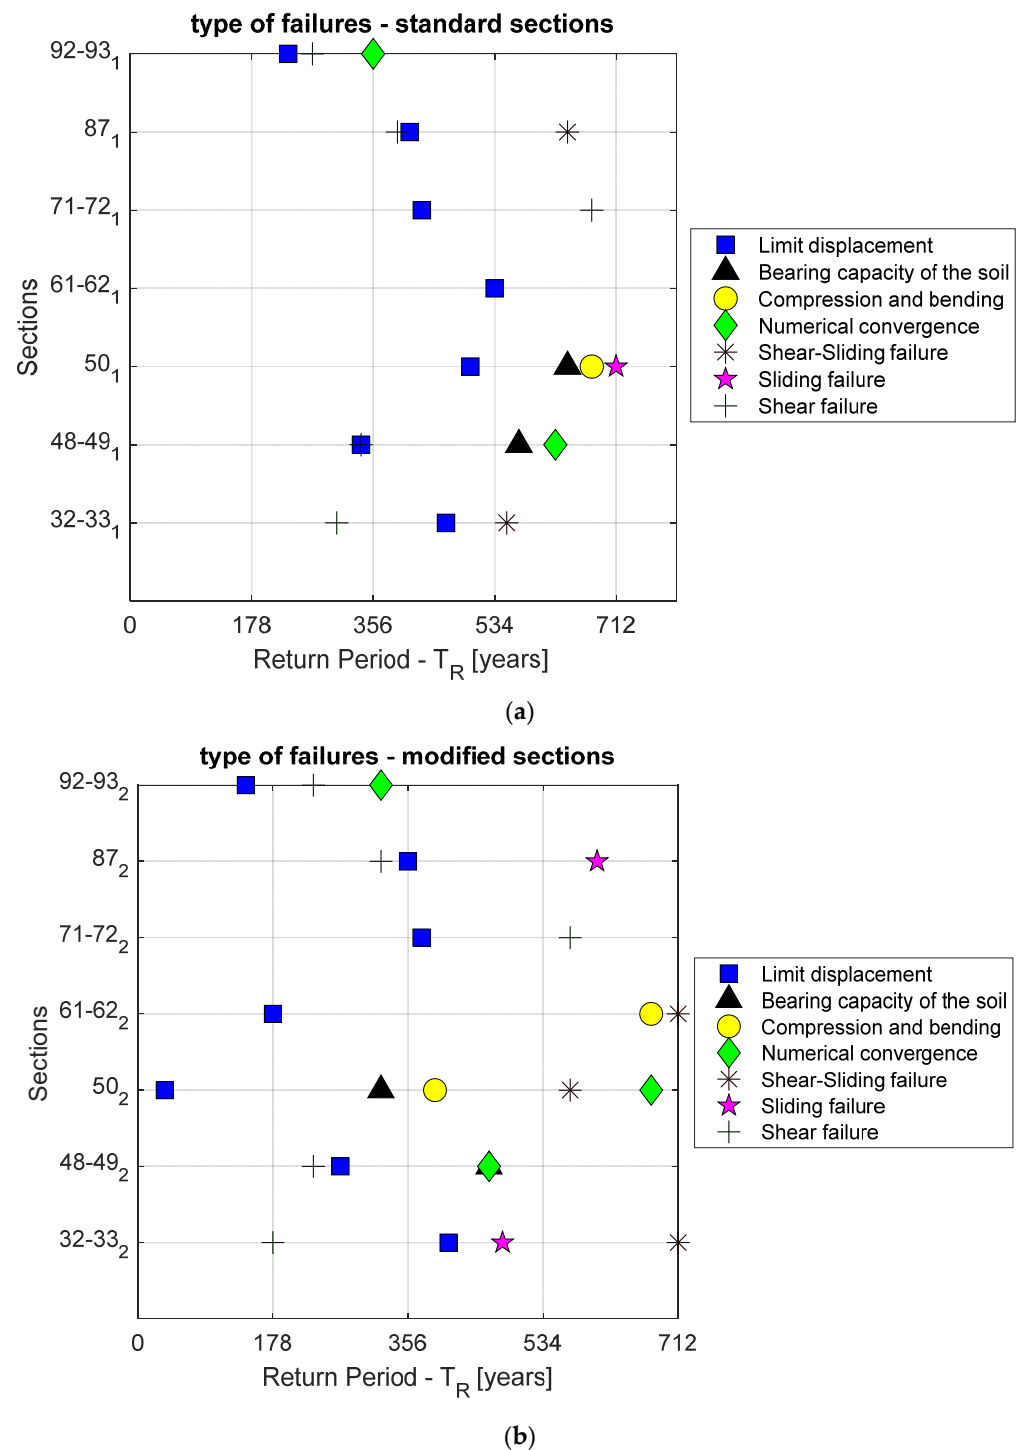 type of failures - standard sections
92-93₁
87₁
71-72₁
61-62₁
50₁
48-49₁
32-33₁
Sections
0 178 356 534 712
Return Period - T_R [years]
Limit displacement
Bearing capacity of the soil
Compression and bending
Numerical convergence
Shear-Sliding failure
Sliding failure
Shear failure
(a)
type of failures - modified sections
92-93₂
87₂
71-72₂
61-62₂
50₂
48-49₂
32-33₂
Sections
0 178 356 534 712
Return Period - T_R [years]
Limit displacement
Bearing capacity of the soil
Compression and bending
Numerical convergence
Shear-Sliding failure
Sliding failure
Shear failure
(b)